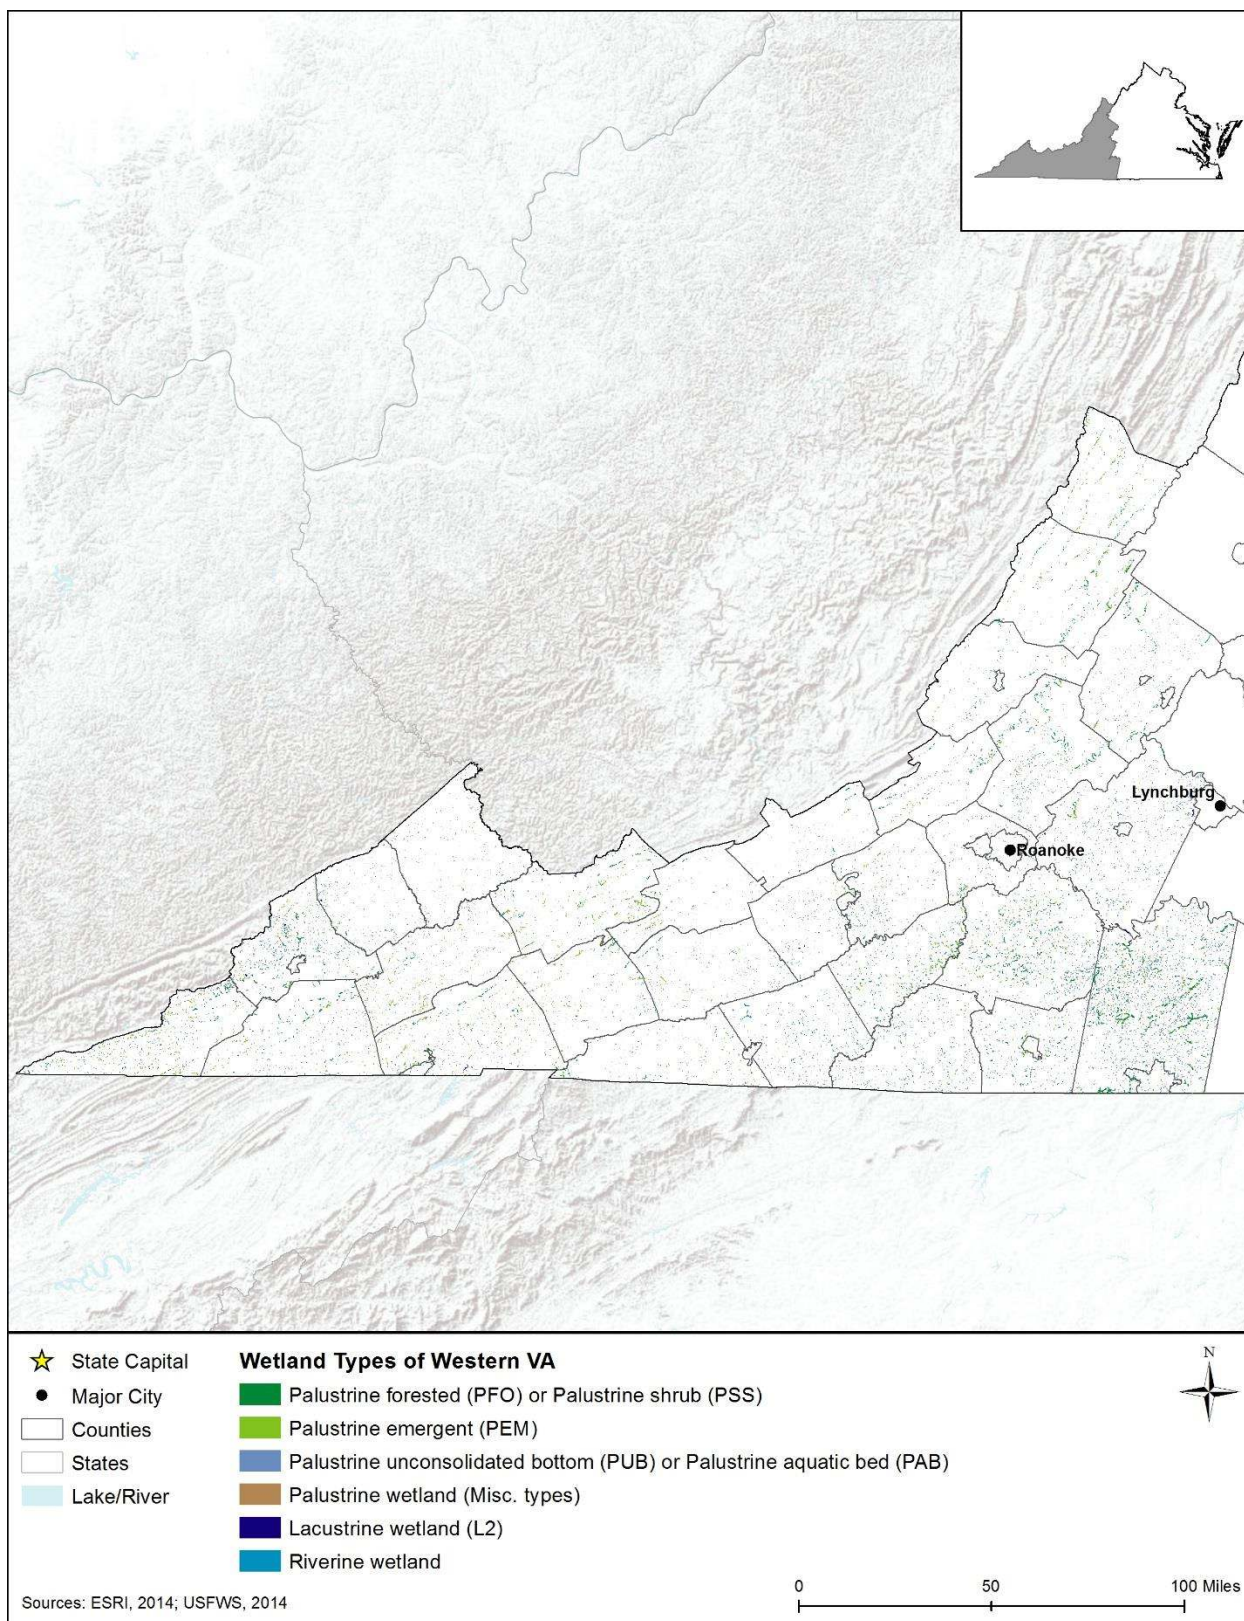 Lynchburg
Roanoke
State Capital
Major City
Counties
States
Lake/River
Wetland Types of Western VA
Palustrine forested (PFO) or Palustrine shrub (PSS)
Palustrine emergent (PEM)
Palustrine unconsolidated bottom (PUB) or Palustrine aquatic bed (PAB)
Palustrine wetland (Misc. types)
Lacustrine wetland (L2)
Riverine wetland
N
0 50 100 Miles
Sources: ESRI, 2014; USFWS, 2014